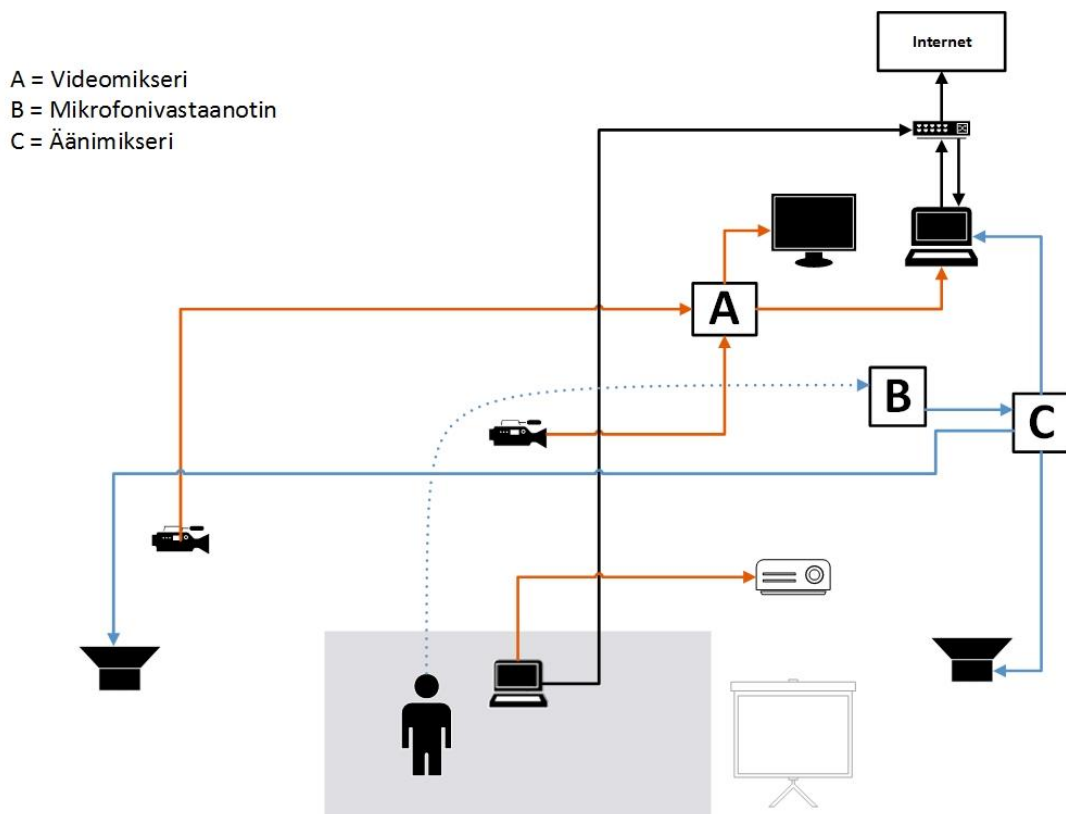 Internet
A = Videomikseri
B = Mikrofonivastaanotin
C = Äänimikseri
A
B
C